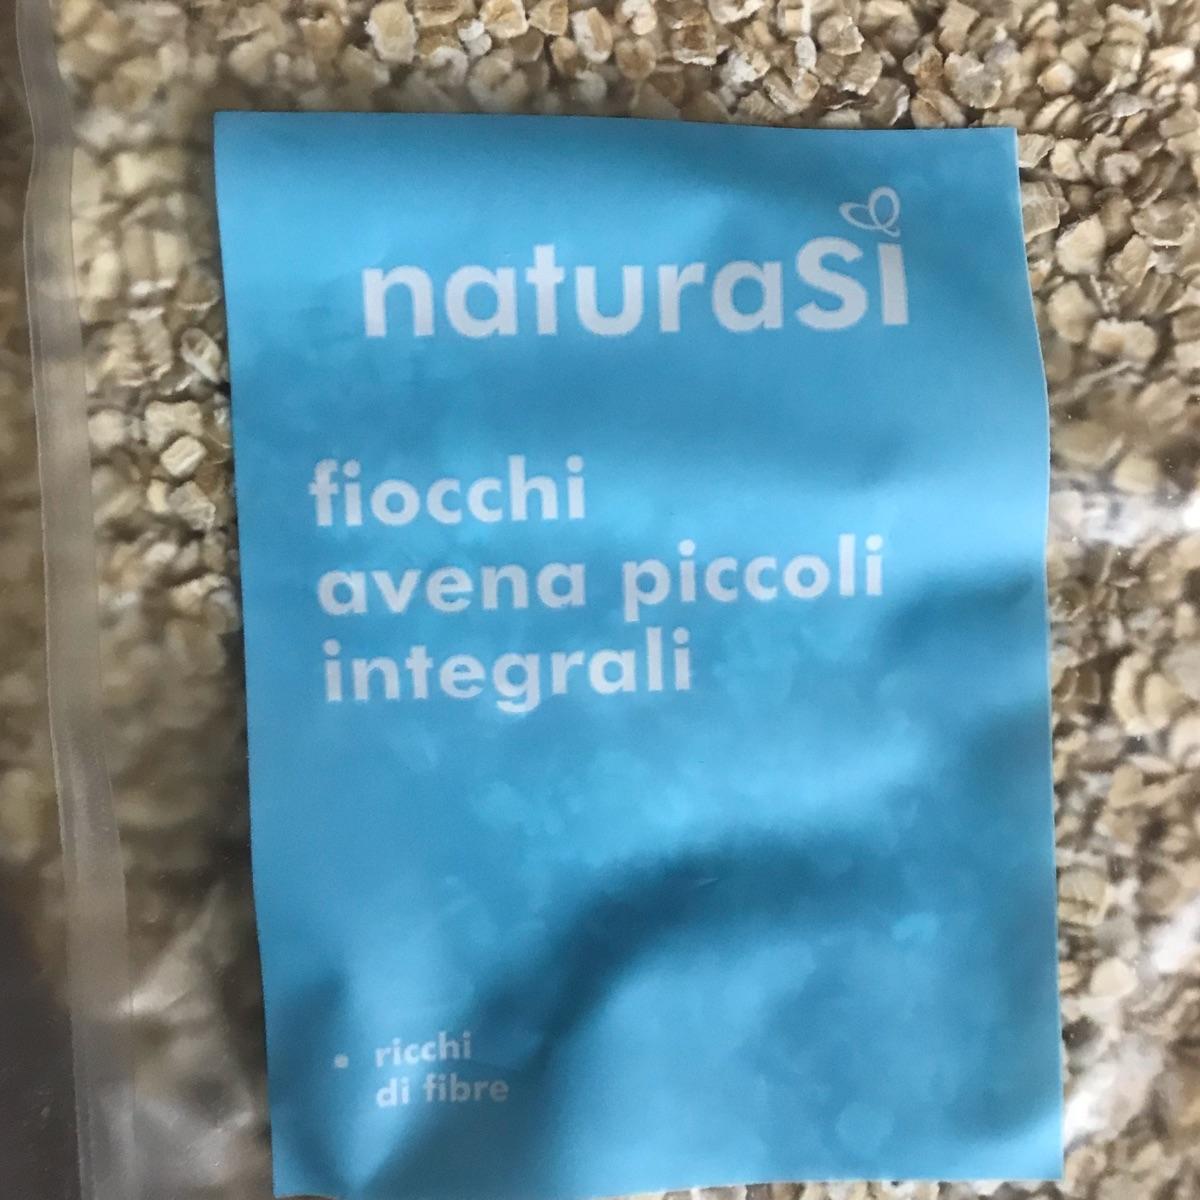 naturaSì
fiocchi
avena piccoli
integrali
• ricchi
di fibre